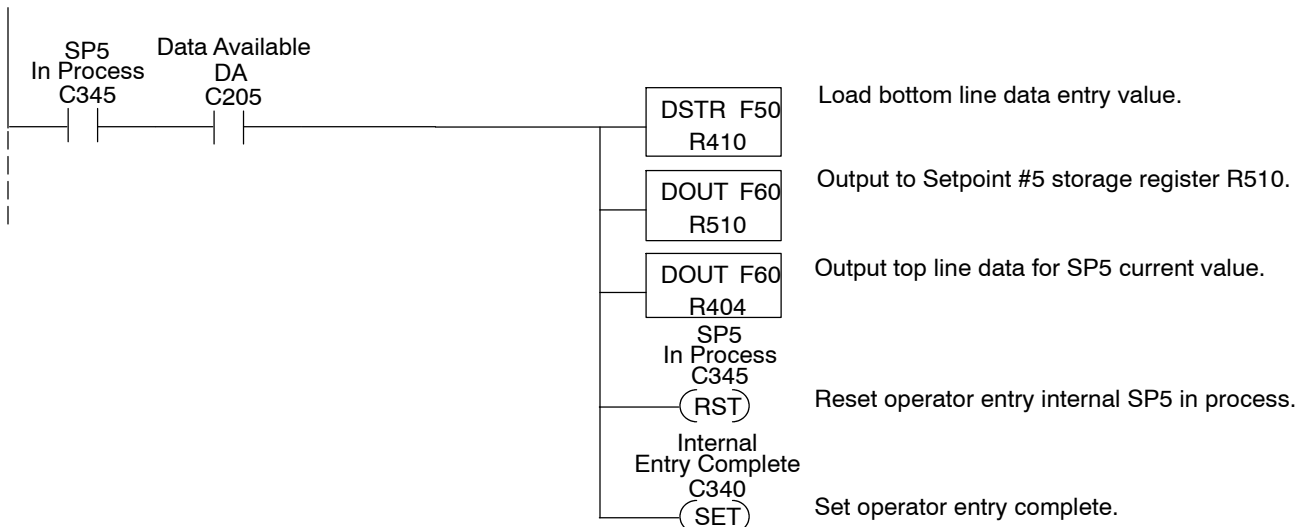 SP5
In Process
C345
Data Available
DA
C205
DSTR F50
R410
Load bottom line data entry value.
DOUT F60
R510
Output to Setpoint #5 storage register R510.
DOUT F60
R404
Output top line data for SP5 current value.
SP5
In Process
C345
RST
Reset operator entry internal SP5 in process.
Internal
Entry Complete
C340
SET
Set operator entry complete.